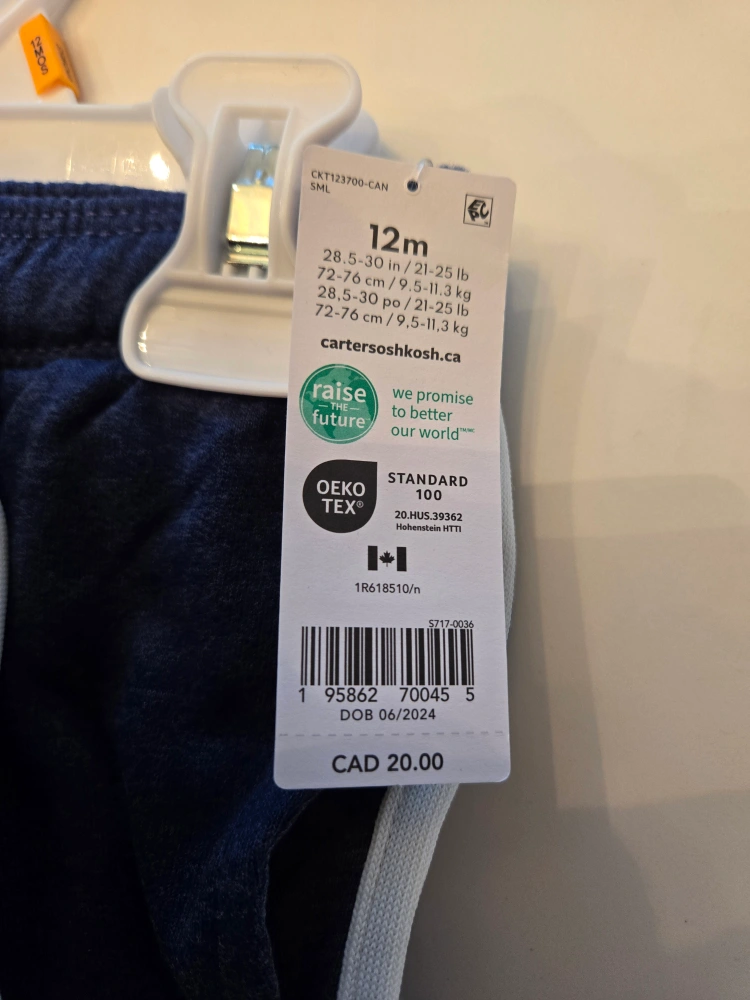 CKT123700-CAN
SML
12m
28.5-30 in / 21-25 lb
72-76 cm / 9.5-11.3 kg
28,5-30 po / 21-25 lb
72-76 cm / 9,5-11,3 kg
cartersoshkosh.ca
raise
THE
future
we promise
to better
our world™/MC
OEKO
TEX®
STANDARD
100
20.HUS.39362
Hohenstein HTTI
1R618510/n
S717-0036
1 95862 70045 5
DOB 06/2024
CAD 20.00